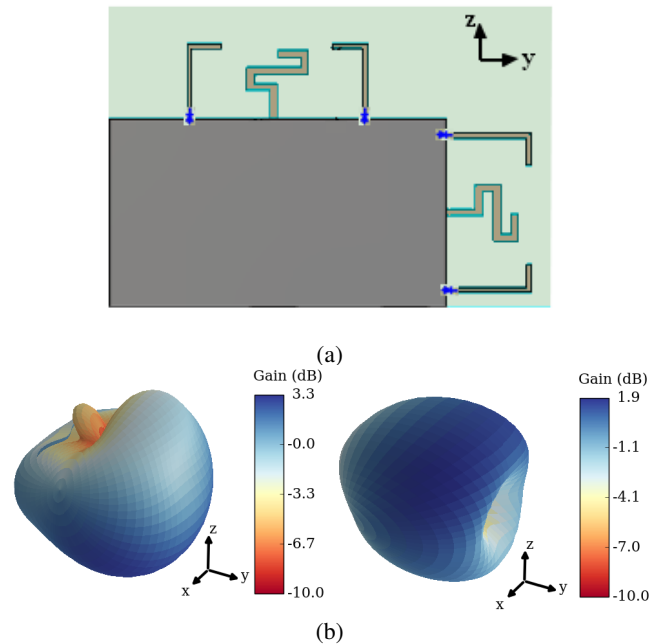 z
y
(a)
Gain (dB)
3.3
-0.0
-3.3
-6.7
-10.0
z
x
y
Gain (dB)
1.9
-1.1
-4.1
-7.0
-10.0
z
x
y
(b)